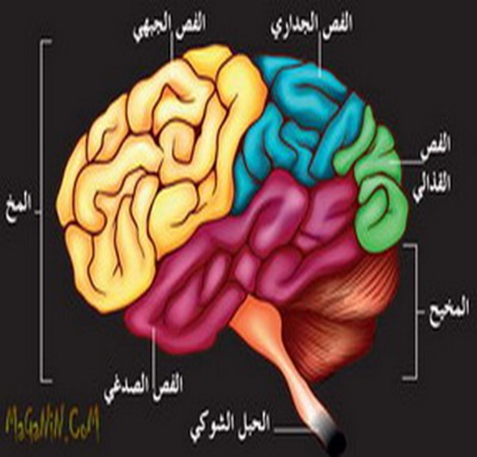 الفص الجبهي
الفص الجداري
الفص
القذالي
المخ
المخيخ
الفص الصدغي
الحبل الشوكي
MaGaNiN.CoM